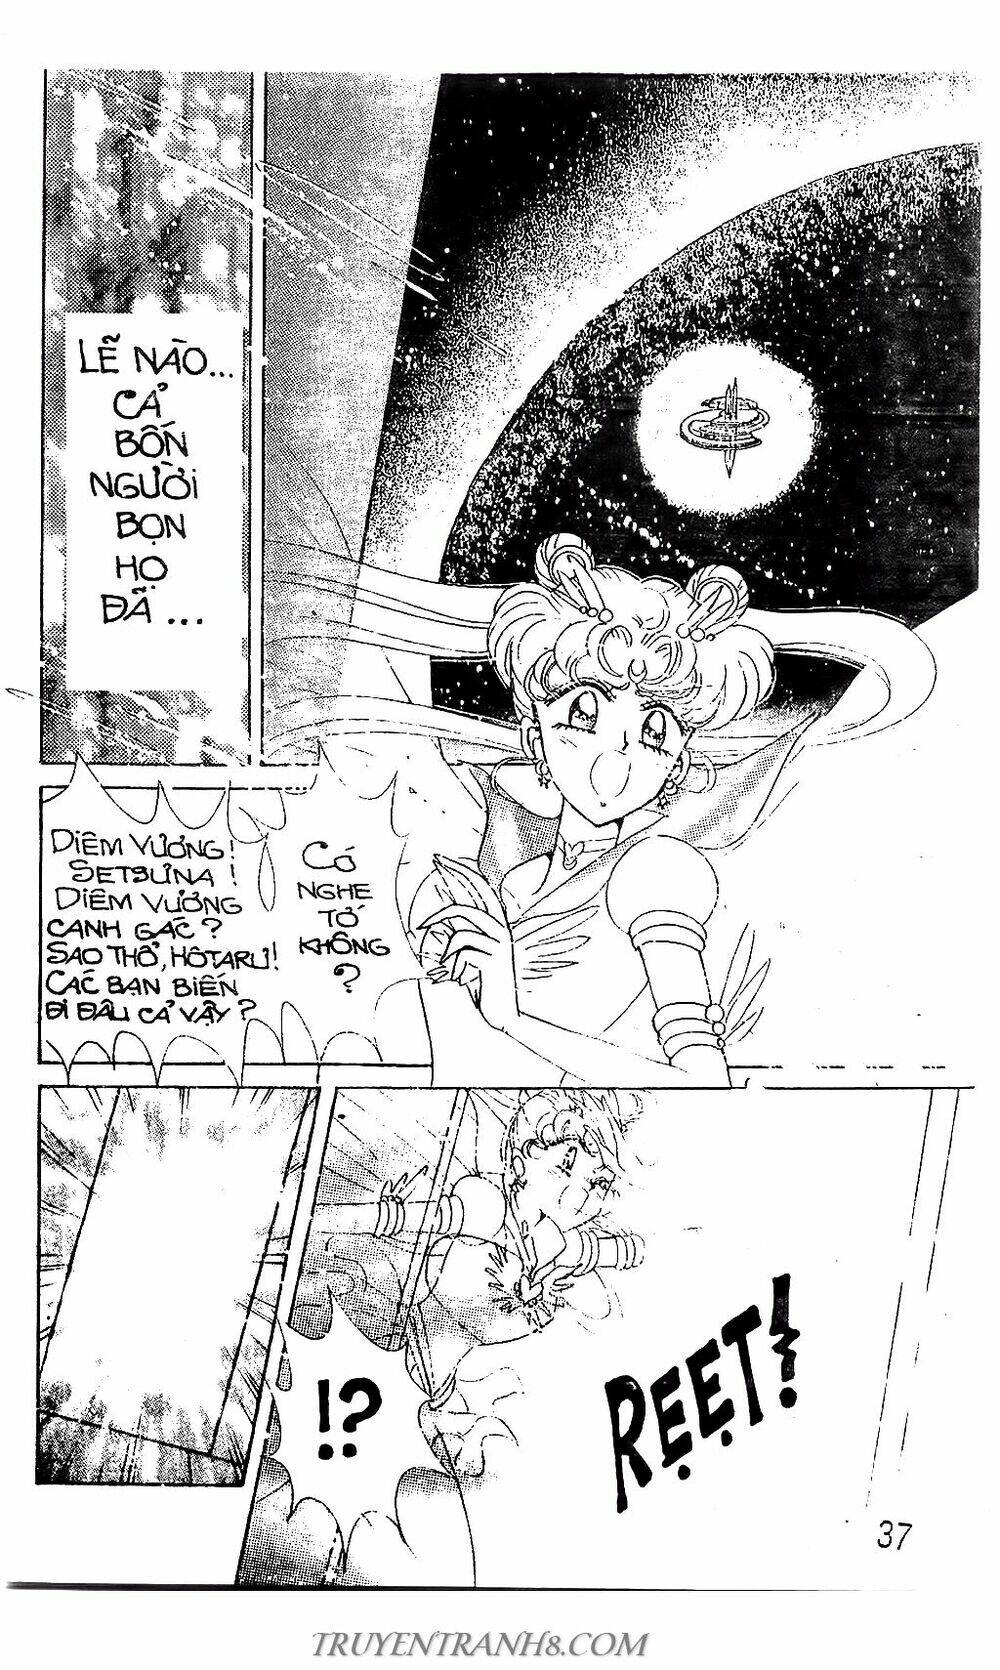 LẼ NÀO...
CẢ
BỐN
NGƯỜI
BỌN
HỌ
ĐÃ...
DIÊM VƯƠNG!
SETSUNA!
DIÊM VƯƠNG
CANH GÁC?
SAO THỔ, HÔTARU!
CÁC BẠN BIẾN
ĐI ĐÂU CẢ VẬY?
CÓ
NGHE
TỚ
KHÔNG
?
!?
RẸẸT!
37
TRUYENTRANH8.COM